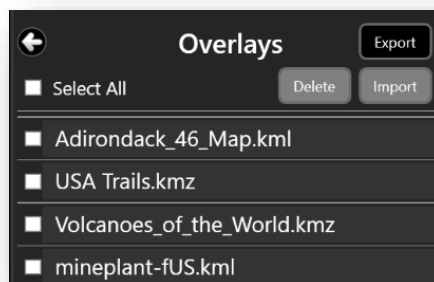 Overlays Export
Select All Delete Import
Adirondack_46_Map.kml
USA Trails.kmz
Volcanoes_of_the_World.kmz
mineplant-fUS.kml